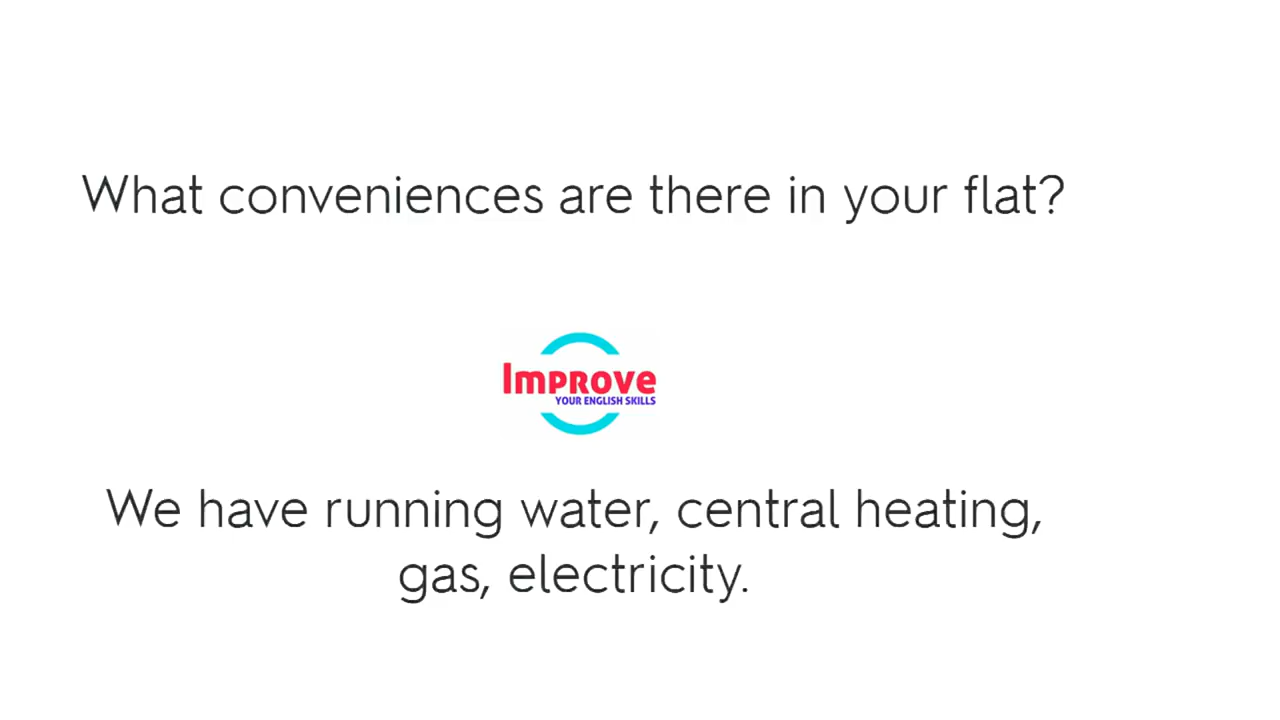 What conveniences are there in your flat?
Improve
YOUR ENGLISH SKILLS
We have running water, central heating,
gas, electricity.